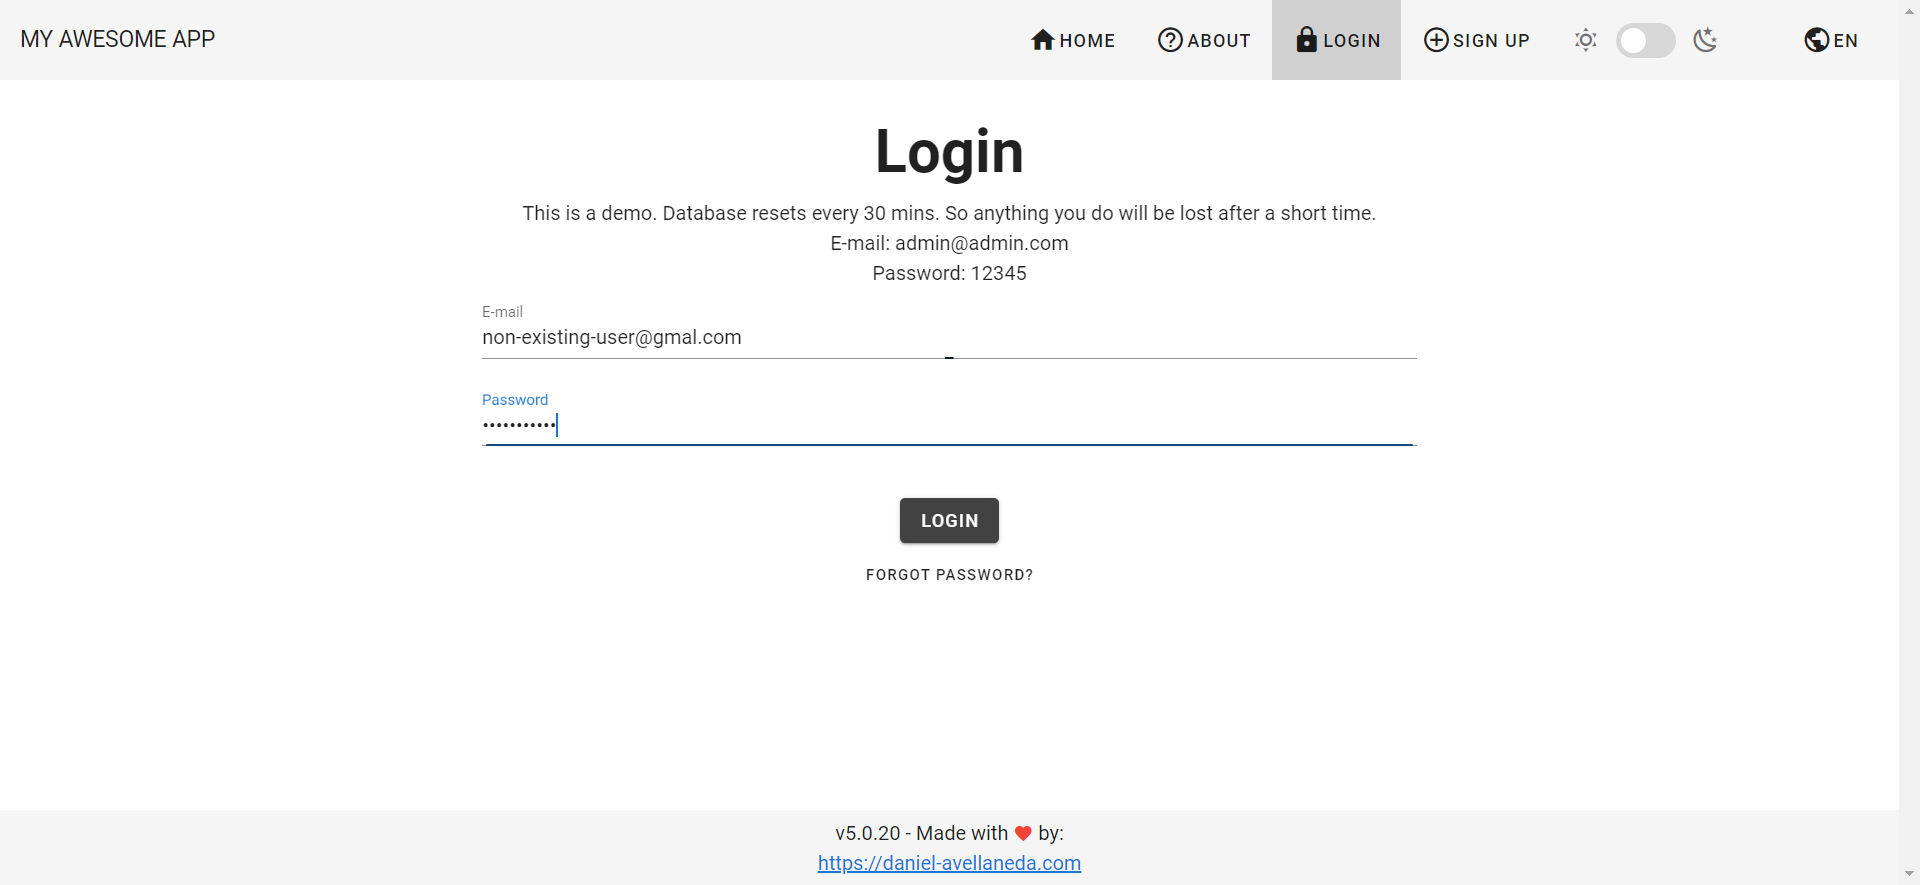 MY AWESOME APP
HOME
ABOUT
LOGIN
SIGN UP
EN
Login
This is a demo. Database resets every 30 mins. So anything you do will be lost after a short time.
E-mail: admin@admin.com
Password: 12345
E-mail
non-existing-user@gmal.com
Password
•••••••••••
LOGIN
FORGOT PASSWORD?
v5.0.20 - Made with ❤ by:
https://daniel-avellaneda.com